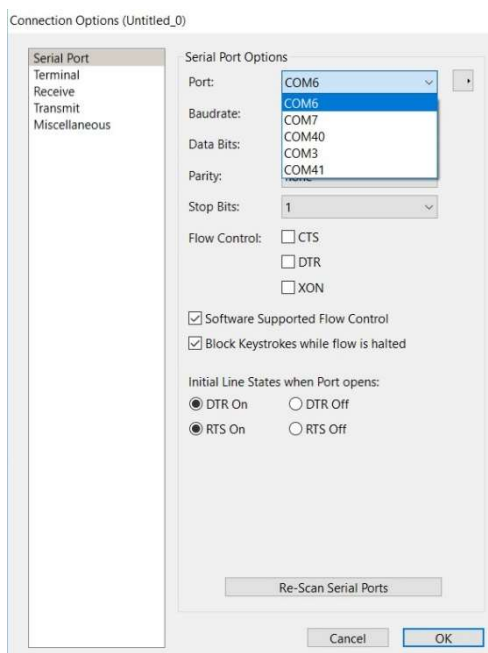 Connection Options (Untitled_0)
Serial Port
Terminal
Receive
Transmit
Miscellaneous
Serial Port Options
Port: COM6
COM6
COM7
COM40
COM3
COM41
Baudrate:
Data Bits:
Parity:
Stop Bits: 1
Flow Control: CTS
DTR
XON
Software Supported Flow Control
Block Keystrokes while flow is halted
Initial Line States when Port opens:
DTR On DTR Off
RTS On RTS Off
Re-Scan Serial Ports
Cancel OK